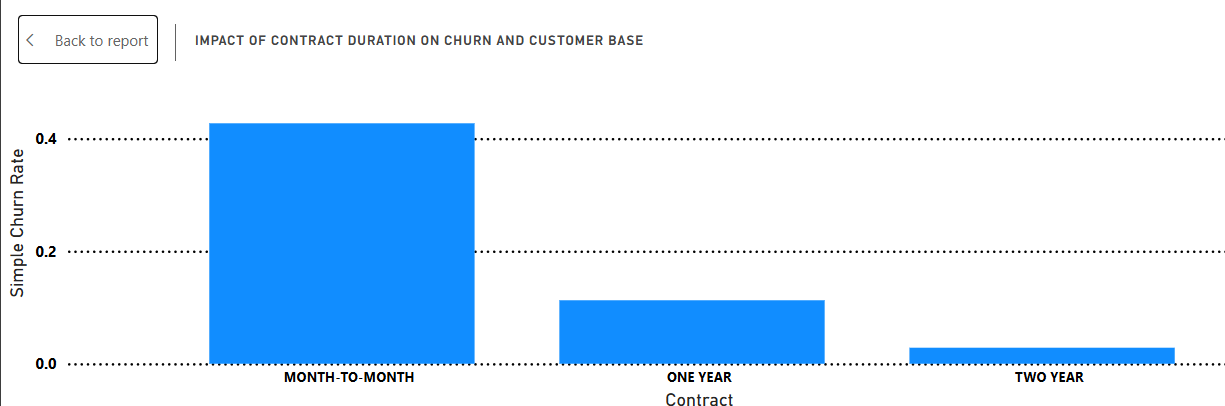 Back to report
IMPACT OF CONTRACT DURATION ON CHURN AND CUSTOMER BASE
Simple Churn Rate
0.4
0.2
0.0
MONTH-TO-MONTH
ONE YEAR
TWO YEAR
Contract